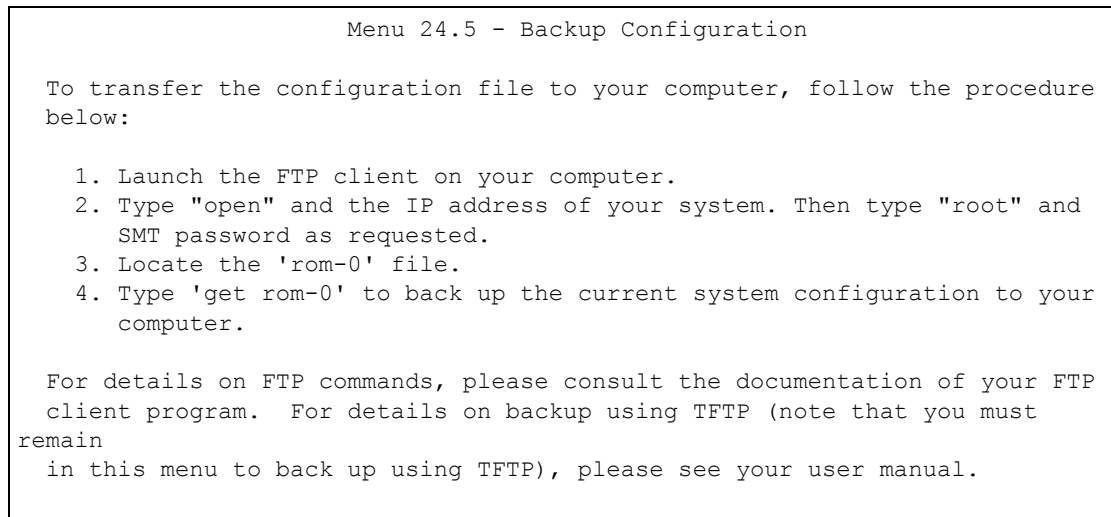 Menu 24.5 - Backup Configuration
To transfer the configuration file to your computer, follow the procedure
below:
1. Launch the FTP client on your computer.
2. Type "open" and the IP address of your system. Then type "root" and
SMT password as requested.
3. Locate the 'rom-0' file.
4. Type 'get rom-0' to back up the current system configuration to your
computer.
For details on FTP commands, please consult the documentation of your FTP
client program.  For details on backup using TFTP (note that you must
remain
in this menu to back up using TFTP), please see your user manual.